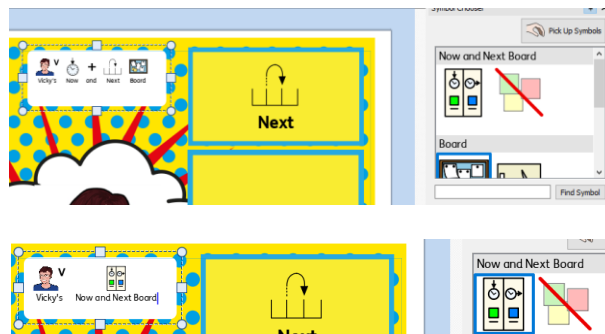 Symbol Chooser
Pick Up Symbols
V
+
Vicky's Now and Next Board
Next
Now and Next Board
Board
Find Symbol
V
Vicky's Now and Next Board
Next
Now and Next Board